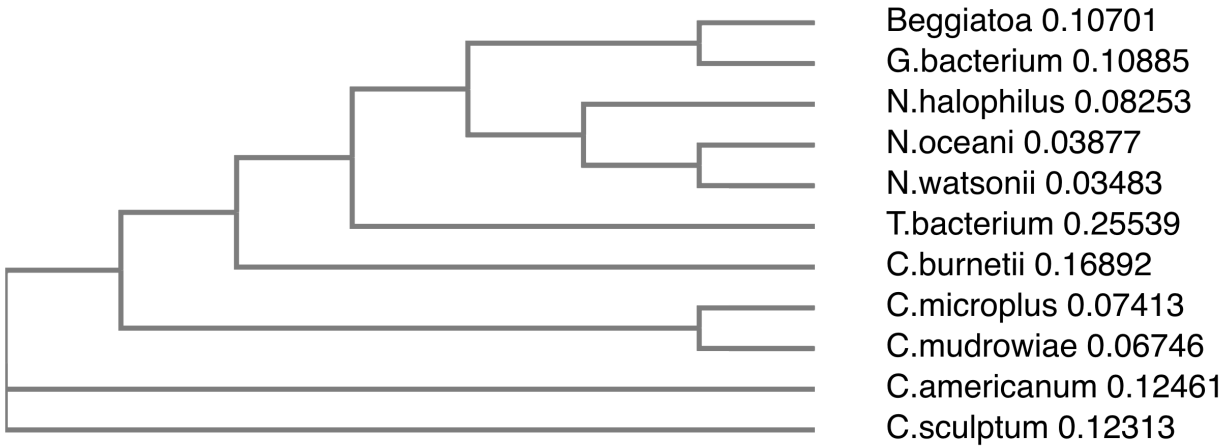 Beggiatoa 0.10701
G.bacterium 0.10885
N.halophilus 0.08253
N.oceani 0.03877
N.watsonii 0.03483
T.bacterium 0.25539
C.burnetii 0.16892
C.microplus 0.07413
C.mudrowiae 0.06746
C.americanum 0.12461
C.sculptum 0.12313